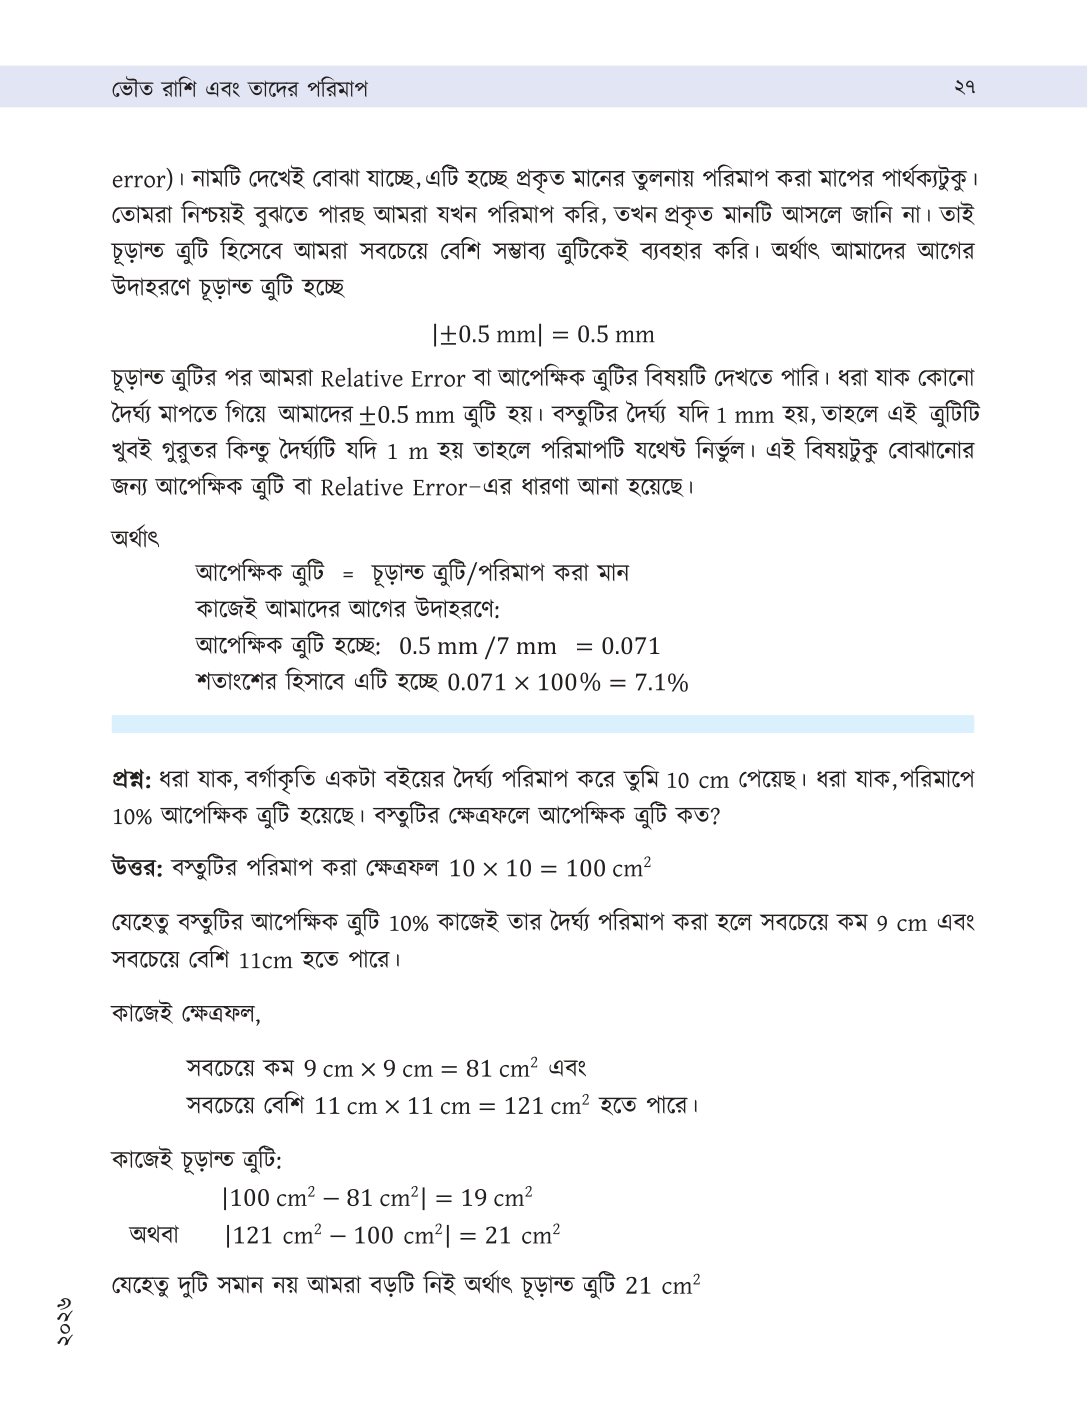 ভৌত রাশি এবং তাদের পরিমাপ ২৭
error)। নামটি দেখেই বোঝা যাচ্ছে, এটি হচ্ছে প্রকৃত মানের তুলনায় পরিমাপ করা মাপের পার্থক্যটুকু।
তোমরা নিশ্চয়ই বুঝতে পারছ আমরা যখন পরিমাপ করি, তখন প্রকৃত মানটি আসলে জানি না। তাই
চূড়ান্ত ত্রুটি হিসেবে আমরা সবচেয়ে বেশি সম্ভাব্য ত্রুটিকেই ব্যবহার করি। অর্থাৎ আমাদের আগের
উদাহরণে চূড়ান্ত ত্রুটি হচ্ছে
|±0.5 mm| = 0.5 mm
চূড়ান্ত ত্রুটির পর আমরা Relative Error বা আপেক্ষিক ত্রুটির বিষয়টি দেখতে পারি। ধরা যাক কোনো
দৈর্ঘ্য মাপতে গিয়ে আমাদের ±0.5 mm ত্রুটি হয়। বস্তুটির দৈর্ঘ্য যদি 1 mm হয়, তাহলে এই ত্রুটিটি
খুবই গুরুতর কিন্তু দৈর্ঘ্যটি যদি 1 m হয় তাহলে পরিমাপটি যথেষ্ট নির্ভুল। এই বিষয়টুকু বোঝানোর
জন্য আপেক্ষিক ত্রুটি বা Relative Error-এর ধারণা আনা হয়েছে।
অর্থাৎ
আপেক্ষিক ত্রুটি = চূড়ান্ত ত্রুটি/পরিমাপ করা মান
কাজেই আমাদের আগের উদাহরণে:
আপেক্ষিক ত্রুটি হচ্ছে: 0.5 mm /7 mm = 0.071
শতাংশের হিসাবে এটি হচ্ছে 0.071 × 100% = 7.1%
প্রশ্ন: ধরা যাক, বর্গাকৃতি একটা বইয়ের দৈর্ঘ্য পরিমাপ করে তুমি 10 cm পেয়েছ। ধরা যাক, পরিমাপে
10% আপেক্ষিক ত্রুটি হয়েছে। বস্তুটির ক্ষেত্রফলে আপেক্ষিক ত্রুটি কত?
উত্তর: বস্তুটির পরিমাপ করা ক্ষেত্রফল 10 × 10 = 100 cm²
যেহেতু বস্তুটির আপেক্ষিক ত্রুটি 10% কাজেই তার দৈর্ঘ্য পরিমাপ করা হলে সবচেয়ে কম 9 cm এবং
সবচেয়ে বেশি 11cm হতে পারে।
কাজেই ক্ষেত্রফল,
সবচেয়ে কম 9 cm × 9 cm = 81 cm² এবং
সবচেয়ে বেশি 11 cm × 11 cm = 121 cm² হতে পারে।
কাজেই চূড়ান্ত ত্রুটি:
|100 cm² − 81 cm²| = 19 cm²
অথবা |121 cm² − 100 cm²| = 21 cm²
যেহেতু দুটি সমান নয় আমরা বড়টি নিই অর্থাৎ চূড়ান্ত ত্রুটি 21 cm²
২০২৬